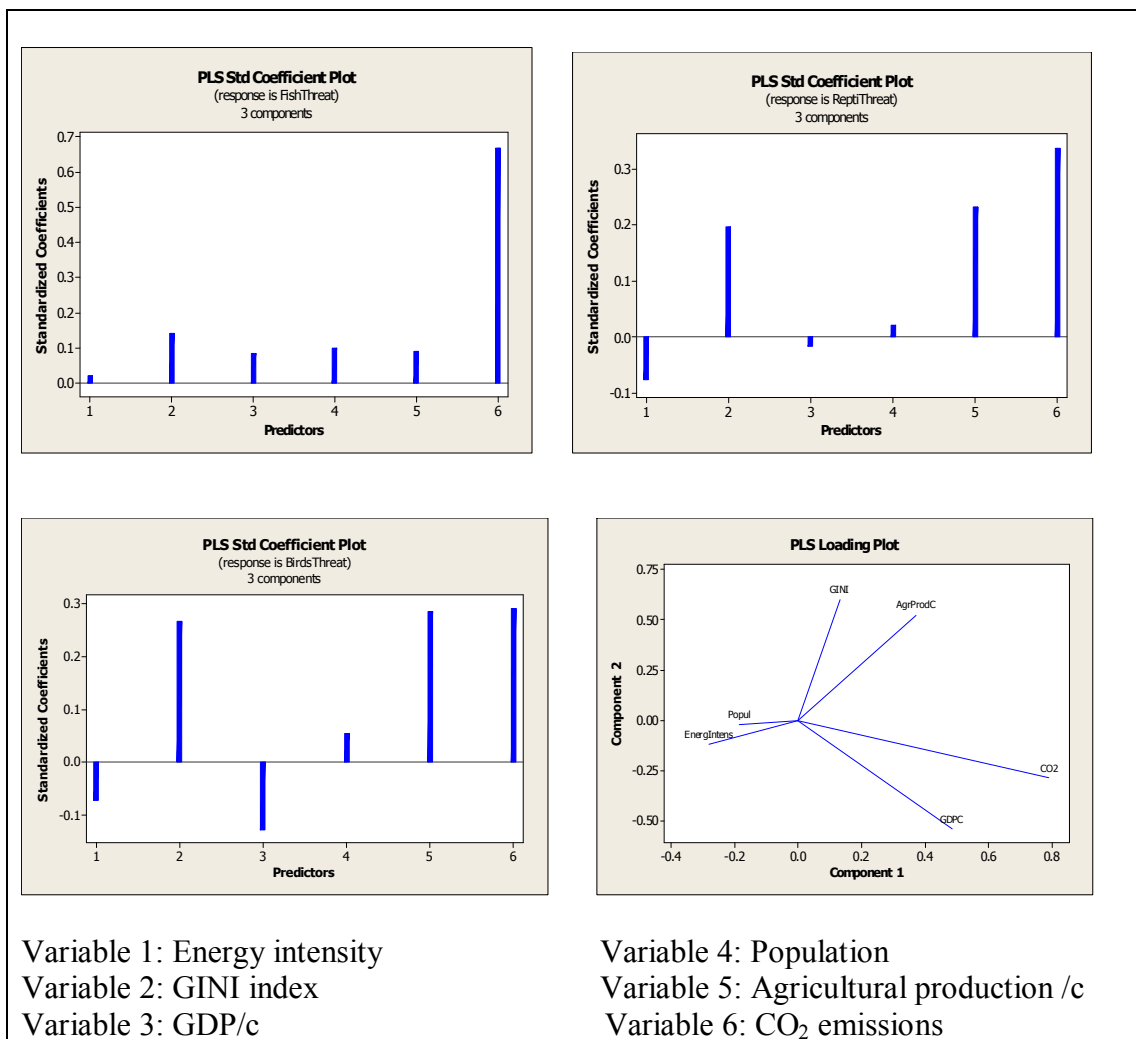 PLS Std Coefficient Plot
(response is FishThreat)
3 components
Standardized Coefficients
0.7
0.6
0.5
0.4
0.3
0.2
0.1
0.0
1 2 3 4 5 6
Predictors
PLS Std Coefficient Plot
(response is ReptiThreat)
3 components
Standardized Coefficients
0.3
0.2
0.1
0.0
-0.1
1 2 3 4 5 6
Predictors
PLS Std Coefficient Plot
(response is BirdsThreat)
3 components
Standardized Coefficients
0.3
0.2
0.1
0.0
-0.1
1 2 3 4 5 6
Predictors
PLS Loading Plot
Component 2
0.75
0.50
0.25
0.00
-0.25
-0.50
GINI
AgrProdC
Popul
EnergIntens
CO2
GDPC
-0.4 -0.2 0.0 0.2 0.4 0.6 0.8
Component 1
Variable 1: Energy intensity
Variable 2: GINI index
Variable 3: GDP/c
Variable 4: Population
Variable 5: Agricultural production /c
Variable 6: CO₂ emissions